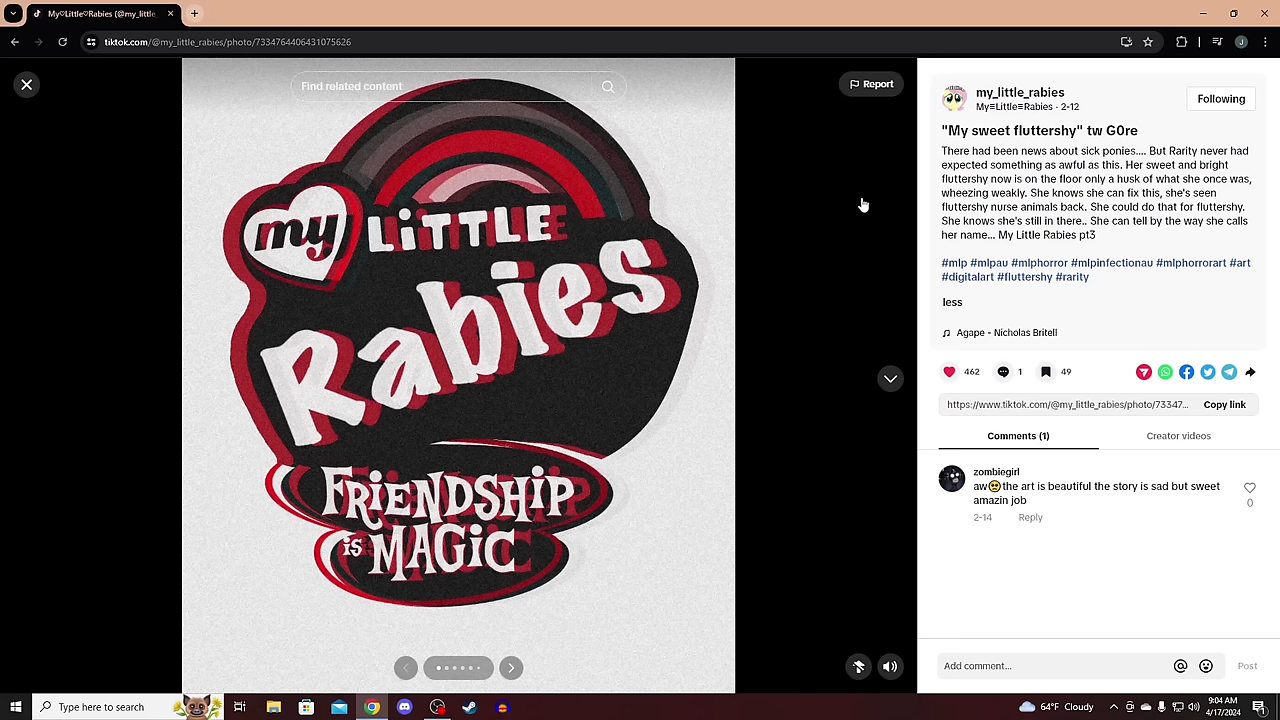 My♡Little♡Rabies (@my_little_
tiktok.com/@my_little_rabies/photo/7334764406431075626
J
Find related content
Report
my
LiTTLE
Rabies
FRiENDSHiP
iS MAGiC
my_little_rabies
My≡Little≡Rabies · 2-12
Following
"My sweet fluttershy" tw G0re
There had been news about sick ponies.... But Rarity never had
expected something as awful as this. Her sweet and bright
fluttershy now is on the floor only a husk of what she once was,
wheezing weakly. She knows she can fix this, she's seen
fluttershy nurse animals back. She could do that for fluttershy.
She knows she's still in there.. She can tell by the way she calls
her name... My Little Rabies pt3
#mlp #mlpau #mlphorror #mlpinfectionau #mlphorrorart #art
#digitalart #fluttershy #rarity
less
Agape - Nicholas Britell
462 1 49
https://www.tiktok.com/@my_little_rabies/photo/73347...
Copy link
Comments (1)
Creator videos
zombiegirl
aw🥺the art is beautiful the story is sad but sweet
amazin job
0
2-14 Reply
Add comment...
Post
Type here to search
64°F Cloudy
9:04 AM
4/17/2024